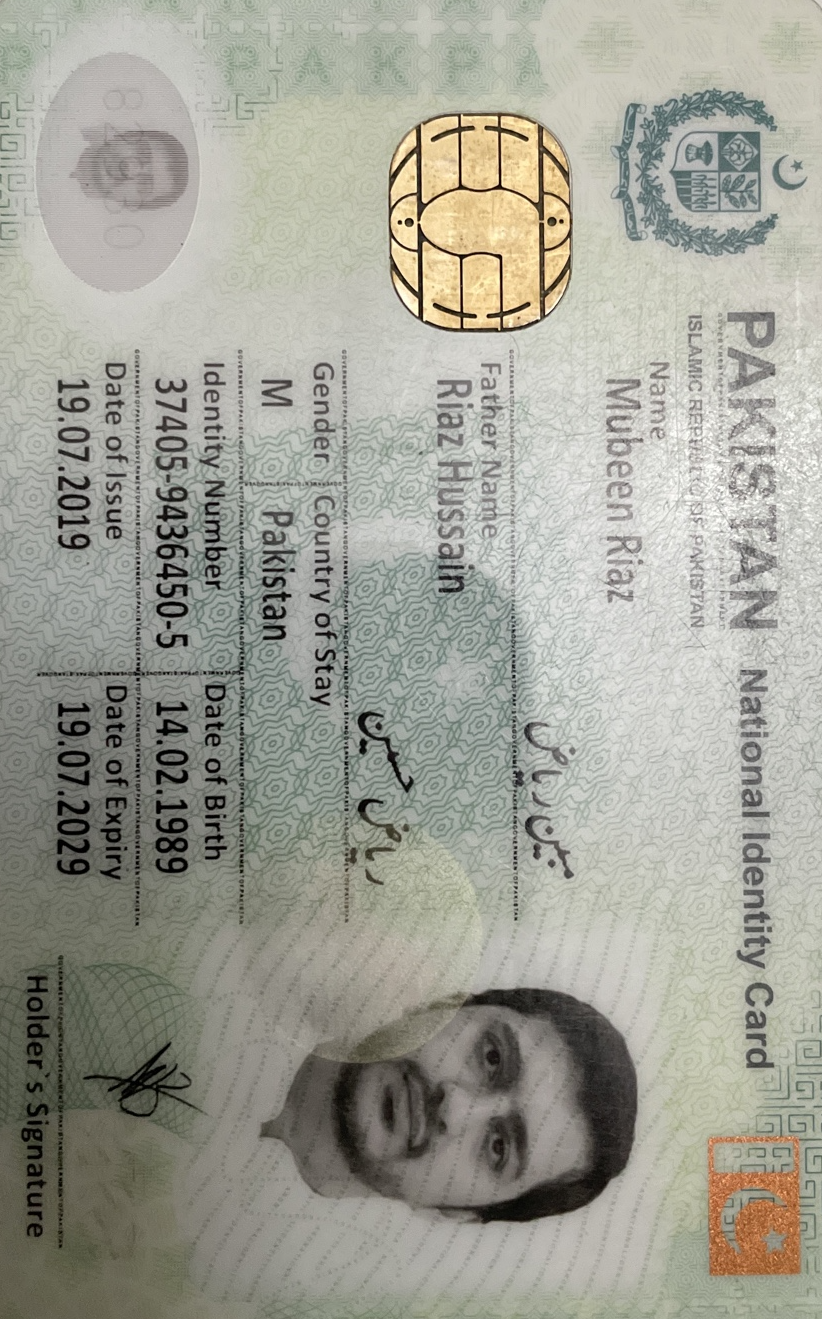 PAKISTAN National Identity Card
ISLAMIC REPUBLIC OF PAKISTAN
Name
Mubeen Riaz
مبین ریاض
Father Name
Riaz Hussain
ریاض حسین
Gender Country of Stay
M Pakistan
Identity Number Date of Birth
37405-9436450-5 14.02.1989
Date of Issue Date of Expiry
19.07.2019 19.07.2029
Holder's Signature